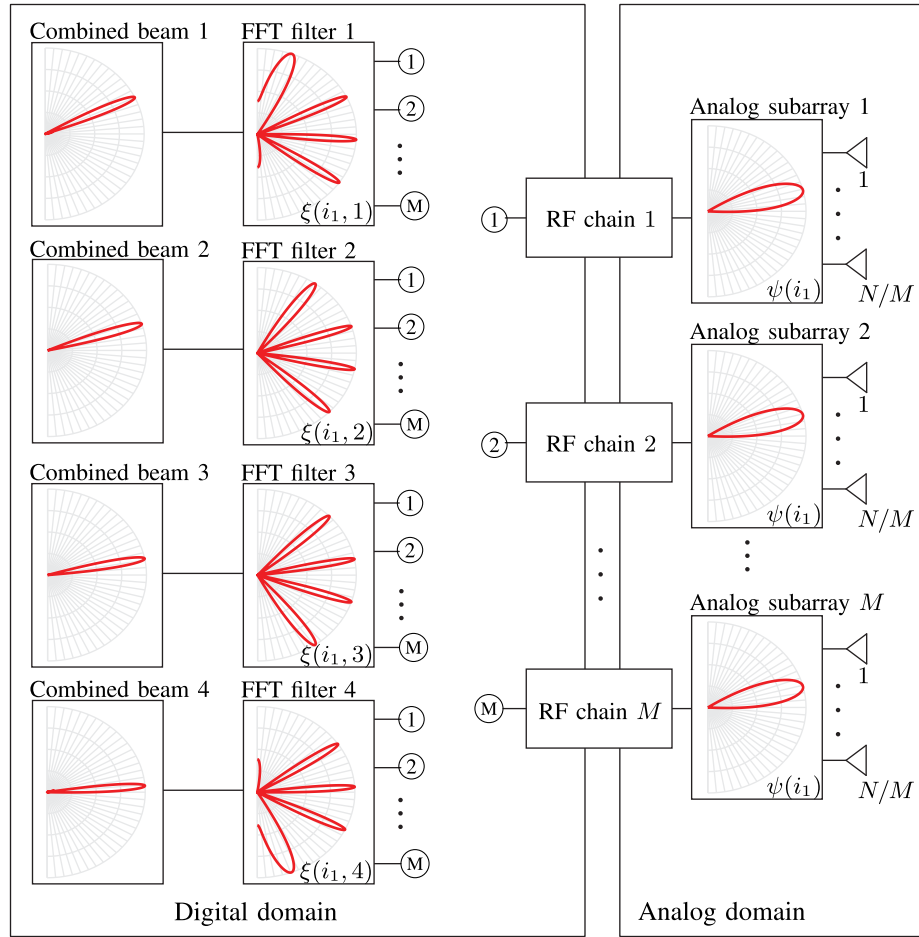 Combined beam 1
FFT filter 1
1
2
M
ξ(i₁, 1)
Combined beam 2
FFT filter 2
1
2
M
ξ(i₁, 2)
Combined beam 3
FFT filter 3
1
2
M
ξ(i₁, 3)
Combined beam 4
FFT filter 4
1
2
M
ξ(i₁, 4)
Digital domain
1
RF chain 1
2
RF chain 2
M
RF chain M
Analog subarray 1
1
ψ(i₁)
N/M
Analog subarray 2
1
ψ(i₁)
N/M
Analog subarray M
1
ψ(i₁)
N/M
Analog domain